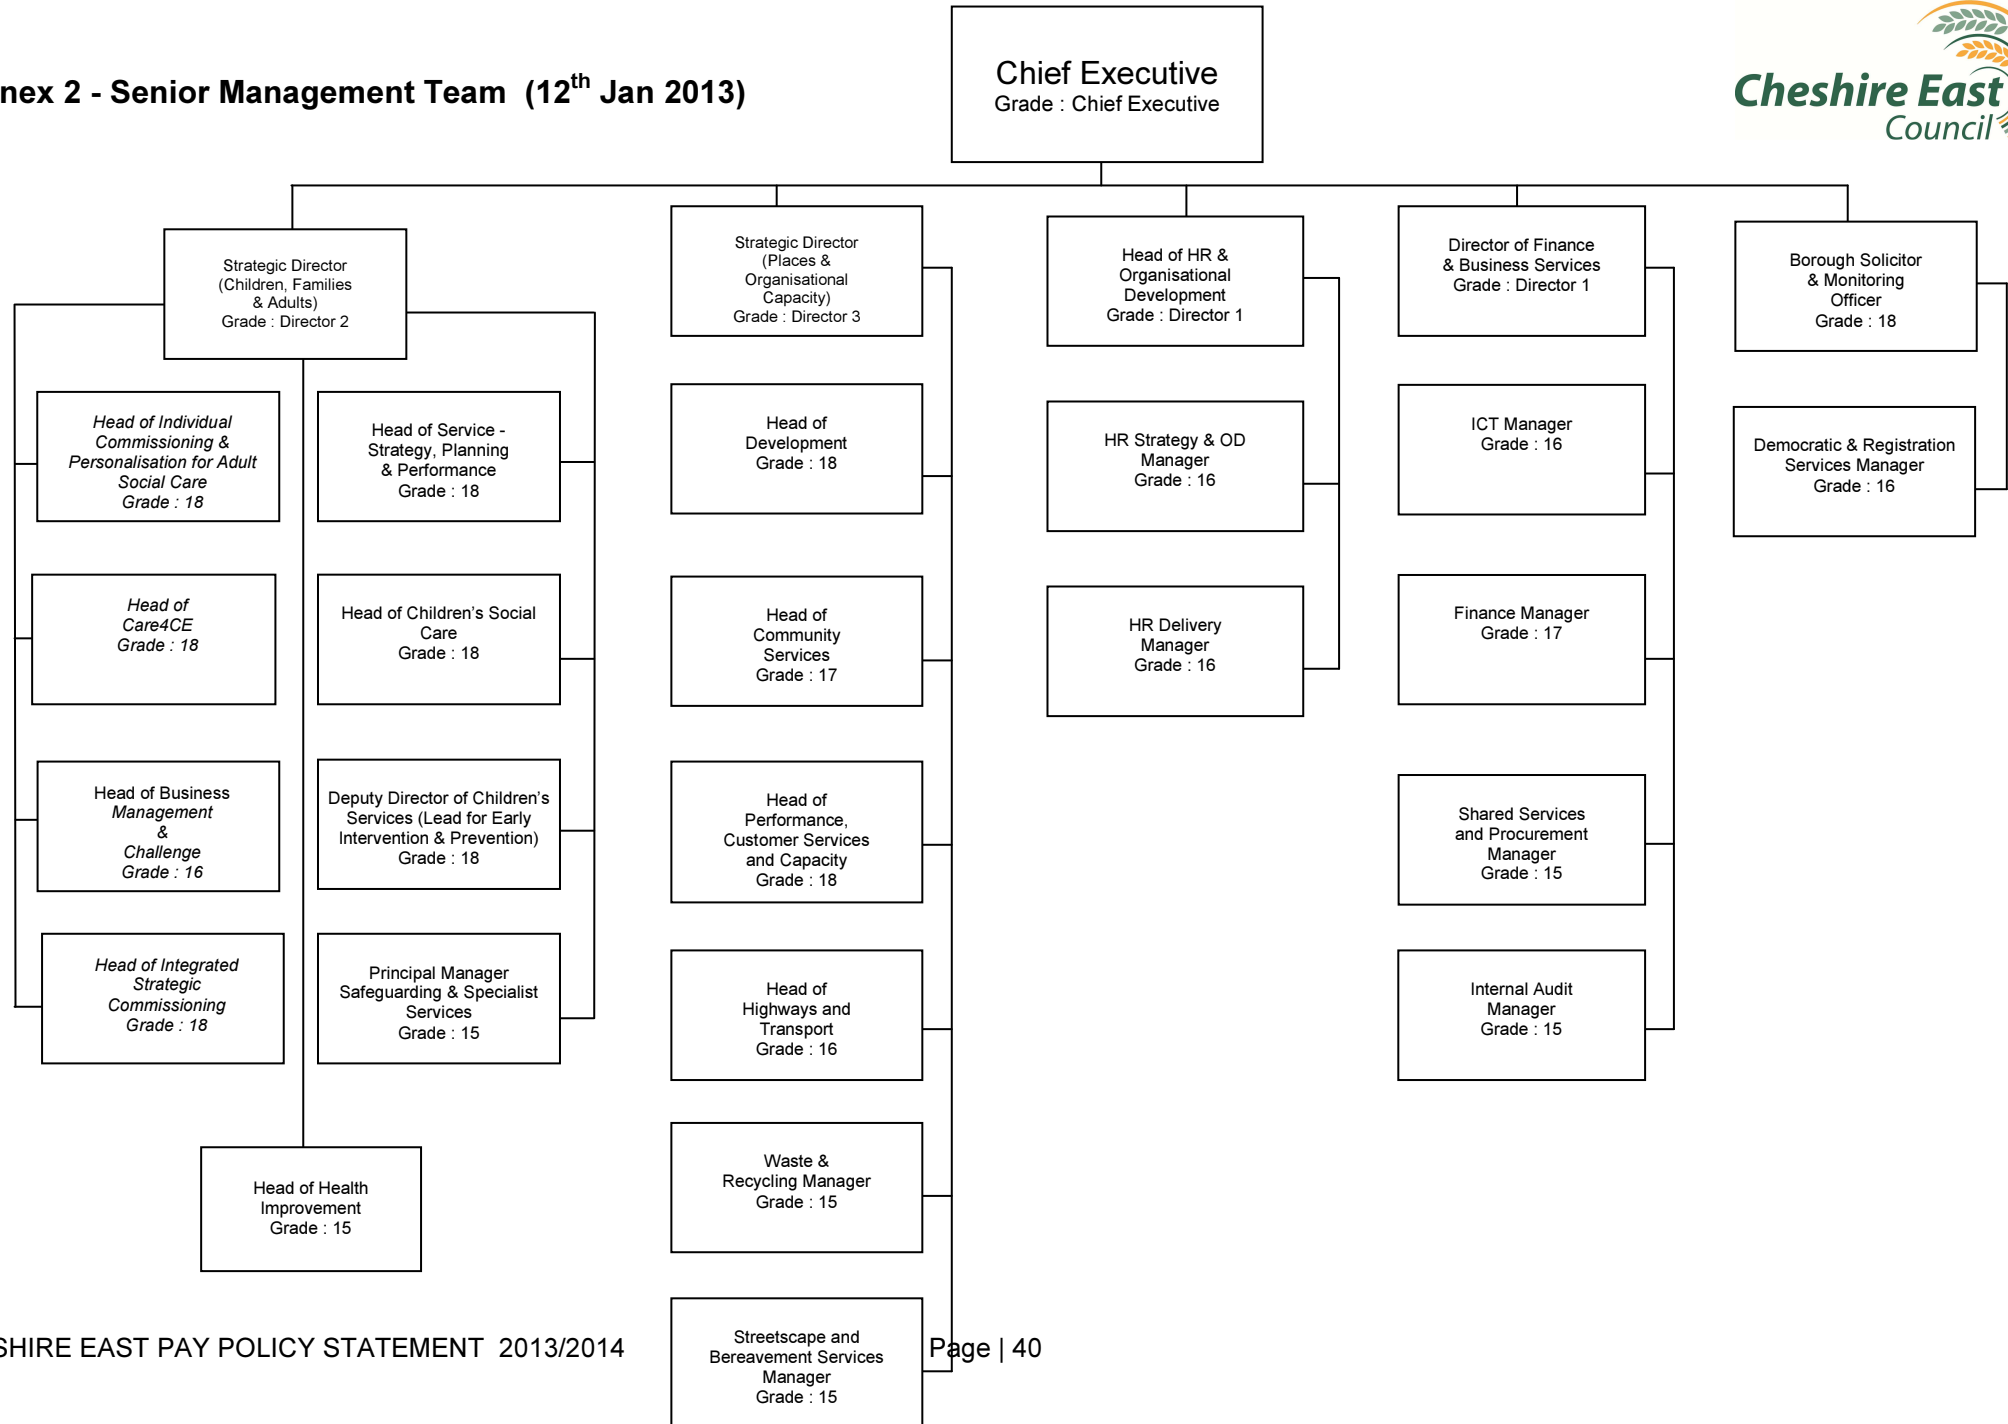 nex 2 - Senior Management Team (12th Jan 2013)
Chief Executive
Grade : Chief Executive
Cheshire East
Council
Strategic Director
(Children, Families
& Adults)
Grade : Director 2
Strategic Director
(Places &
Organisational
Capacity)
Grade : Director 3
Head of HR &
Organisational
Development
Grade : Director 1
Director of Finance
& Business Services
Grade : Director 1
Borough Solicitor
& Monitoring
Officer
Grade : 18
Head of Individual
Commissioning &
Personalisation for Adult
Social Care
Grade : 18
Head of Service -
Strategy, Planning
& Performance
Grade : 18
Head of
Development
Grade : 18
HR Strategy & OD
Manager
Grade : 16
ICT Manager
Grade : 16
Democratic & Registration
Services Manager
Grade : 16
Head of
Care4CE
Grade : 18
Head of Children's Social
Care
Grade : 18
Head of
Community
Services
Grade : 17
HR Delivery
Manager
Grade : 16
Finance Manager
Grade : 17
Head of Business
Management
&
Challenge
Grade : 16
Deputy Director of Children's
Services (Lead for Early
Intervention & Prevention)
Grade : 18
Head of
Performance,
Customer Services
and Capacity
Grade : 18
Shared Services
and Procurement
Manager
Grade : 15
Head of Integrated
Strategic
Commissioning
Grade : 18
Principal Manager
Safeguarding & Specialist
Services
Grade : 15
Head of
Highways and
Transport
Grade : 16
Internal Audit
Manager
Grade : 15
Waste &
Recycling Manager
Grade : 15
Head of Health
Improvement
Grade : 15
Streetscape and
Bereavement Services
Manager
Grade : 15
SHIRE EAST PAY POLICY STATEMENT 2013/2014
Page | 40